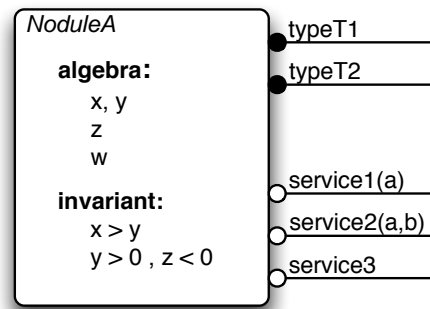 NoduleA
algebra:
x, y
z
w
invariant:
x > y
y > 0 , z < 0
typeT1
typeT2
service1(a)
service2(a,b)
service3